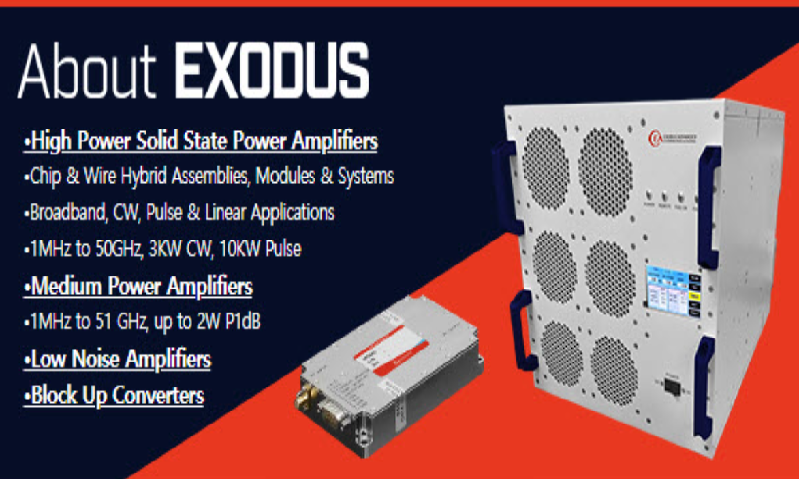 About EXODUS
•High Power Solid State Power Amplifiers
•Chip & Wire Hybrid Assemblies, Modules & Systems
•Broadband, CW, Pulse & Linear Applications
•1MHz to 50GHz, 3KW CW, 10KW Pulse
•Medium Power Amplifiers
•1MHz to 51 GHz, up to 2W P1dB
•Low Noise Amplifiers
•Block Up Converters